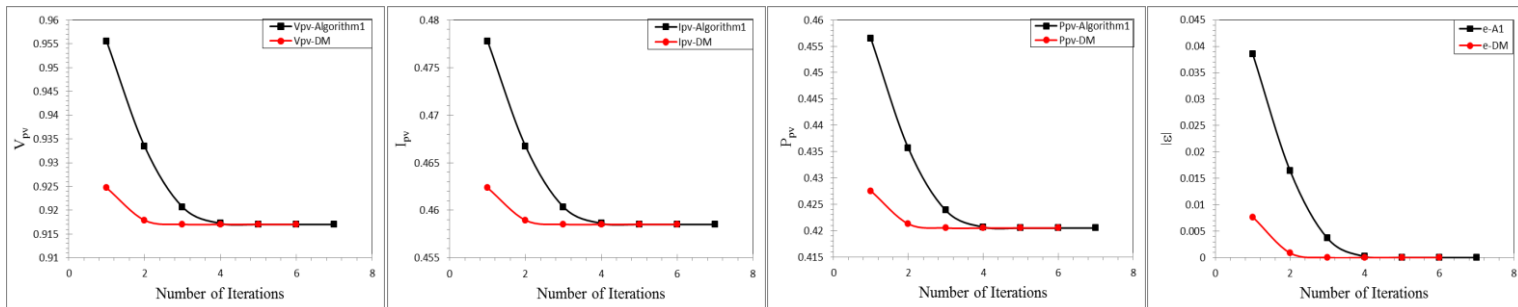 0.96
0.955
0.95
0.945
0.94
0.935
0.93
0.925
0.92
0.915
0.91
Vpv
Vpv-Algorithm1
Vpv-DM
0 2 4 6 8
Number of Iterations
0.48
0.475
0.47
0.465
0.46
0.455
Ipv
Ipv-Algorithm1
Ipv-DM
0 2 4 6 8
Number of Iterations
0.46
0.455
0.45
0.445
0.44
0.435
0.43
0.425
0.42
0.415
Ppv
Ppv-Algorithm1
Ppv-DM
0 2 4 6 8
Number of Iterations
0.045
0.04
0.035
0.03
0.025
0.02
0.015
0.01
0.005
0
|ε|
e-A1
e-DM
0 2 4 6 8
Number of Iterations